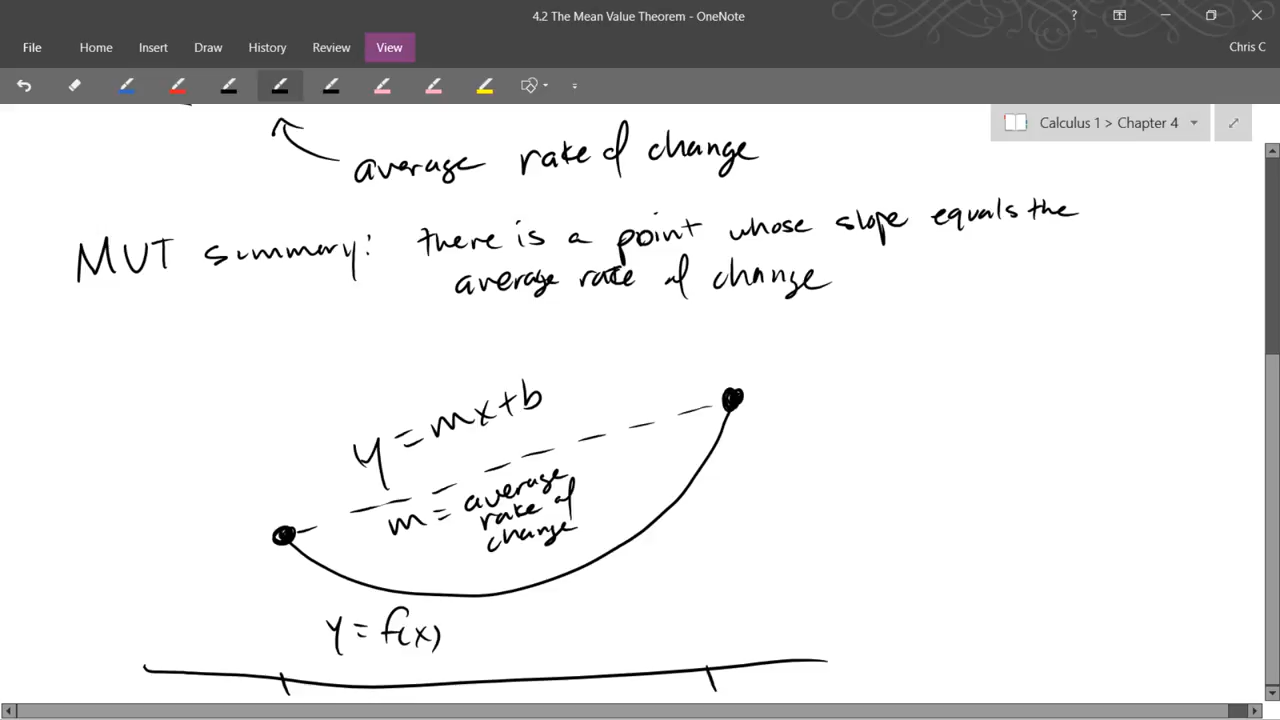 4.2 The Mean Value Theorem - OneNote
?
File Home Insert Draw History Review View
Chris C
Calculus 1 > Chapter 4
average rate of change
MVT summary: there is a point whose slope equals the
average rate of change
y = mx + b
m = average
rate of
change
y = f(x)